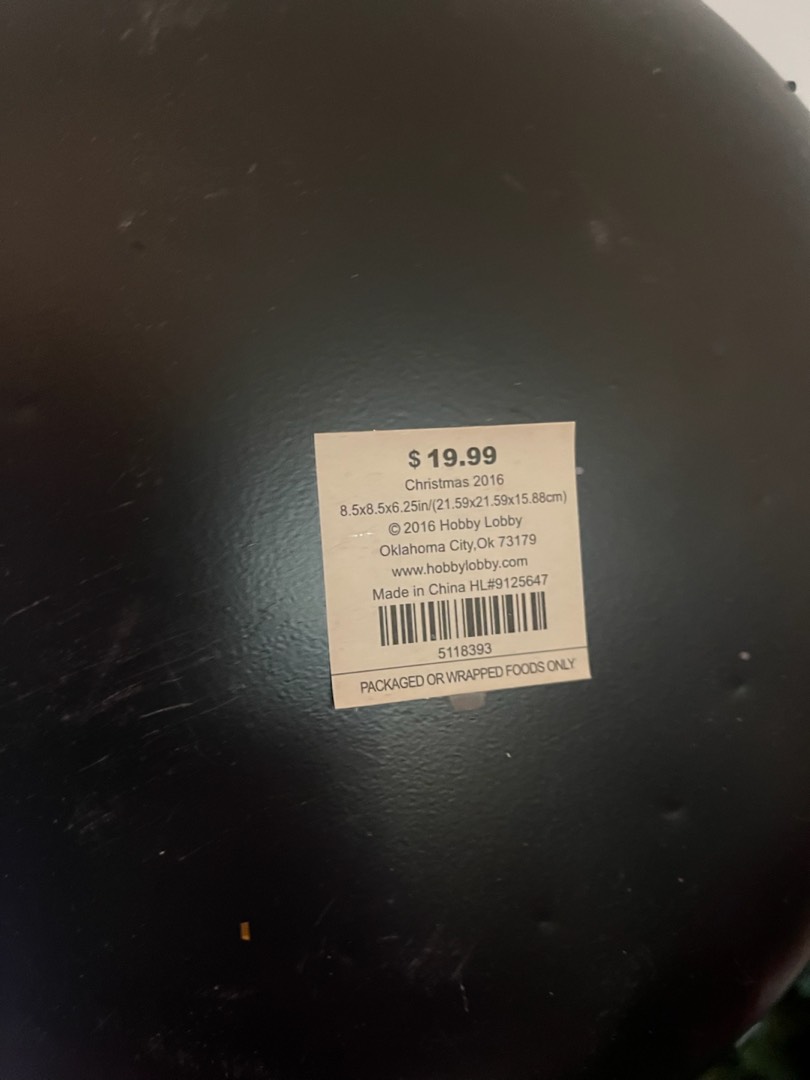 $ 19.99
Christmas 2016
8.5x8.5x6.25in/(21.59x21.59x15.88cm)
© 2016 Hobby Lobby
Oklahoma City,Ok 73179
www.hobbylobby.com
Made in China HL#9125647
5118393
PACKAGED OR WRAPPED FOODS ONLY